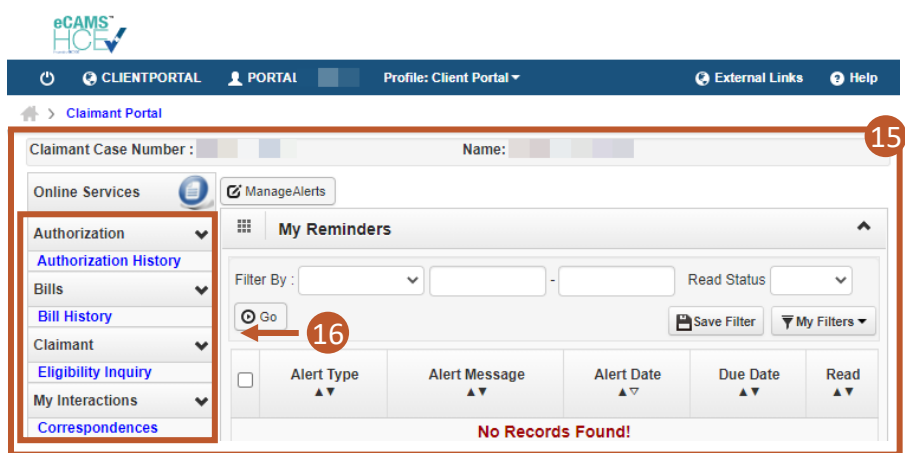 eCAMS™
HCE
CLIENTPORTAL PORTAL Profile: Client Portal External Links Help
> Claimant Portal
15
Claimant Case Number : Name:
Online Services ManageAlerts
Authorization My Reminders
Authorization History
Filter By : - Read Status
Bills
Bill History Go Save Filter My Filters
16
Claimant
Eligibility Inquiry Alert Type Alert Message Alert Date Due Date Read
My Interactions
Correspondences No Records Found!